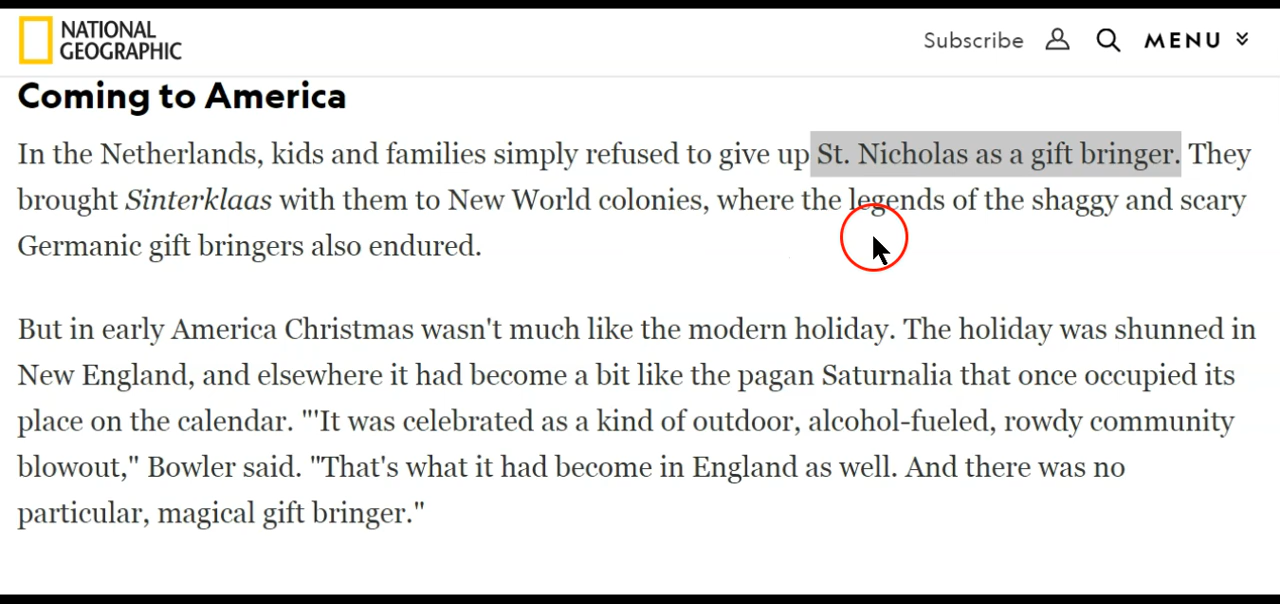 NATIONAL
GEOGRAPHIC
Subscribe MENU
Coming to America
In the Netherlands, kids and families simply refused to give up St. Nicholas as a gift bringer. They
brought Sinterklaas with them to New World colonies, where the legends of the shaggy and scary
Germanic gift bringers also endured.
But in early America Christmas wasn't much like the modern holiday. The holiday was shunned in
New England, and elsewhere it had become a bit like the pagan Saturnalia that once occupied its
place on the calendar. "'It was celebrated as a kind of outdoor, alcohol-fueled, rowdy community
blowout," Bowler said. "That's what it had become in England as well. And there was no
particular, magical gift bringer."